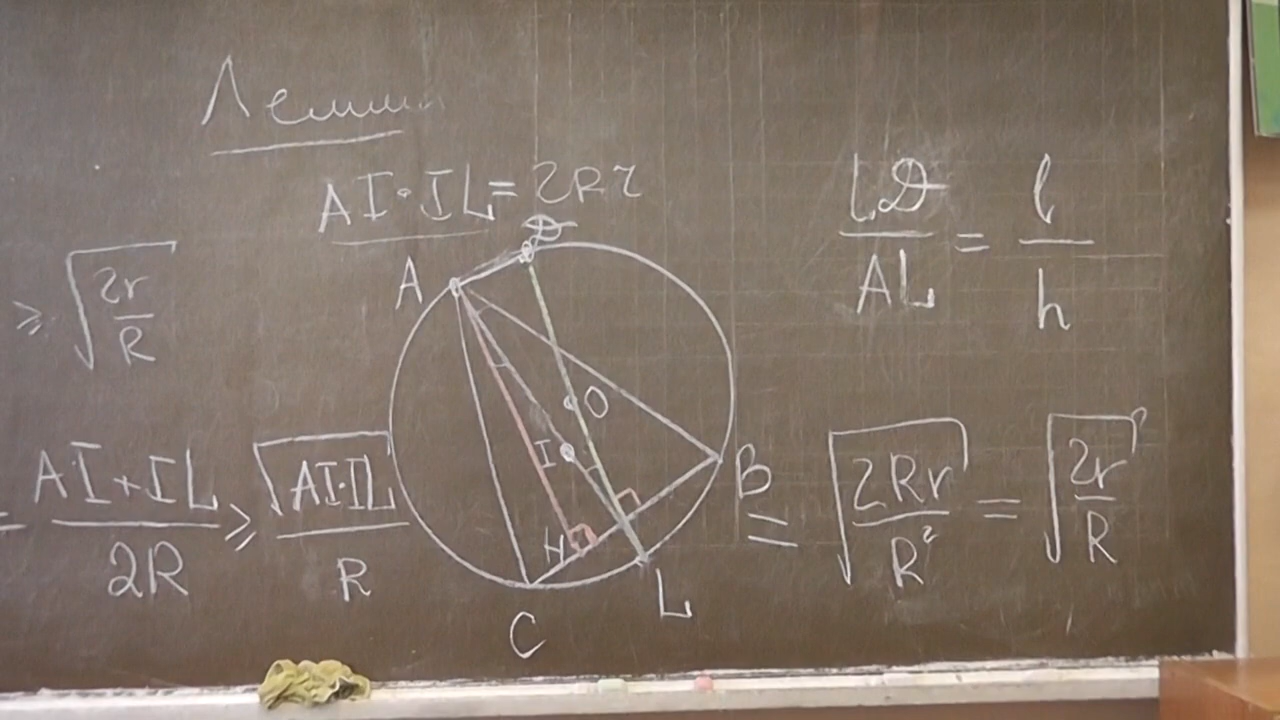 Лемма
AI·IL=2Rr
LD/AL = l/h
≥ √(2r/R)
D
A
O
I
B
H
L
C
= (AI+IL)/2R ≥ √(AI·IL)/R
= √(2Rr/R²) = √(2r/R)